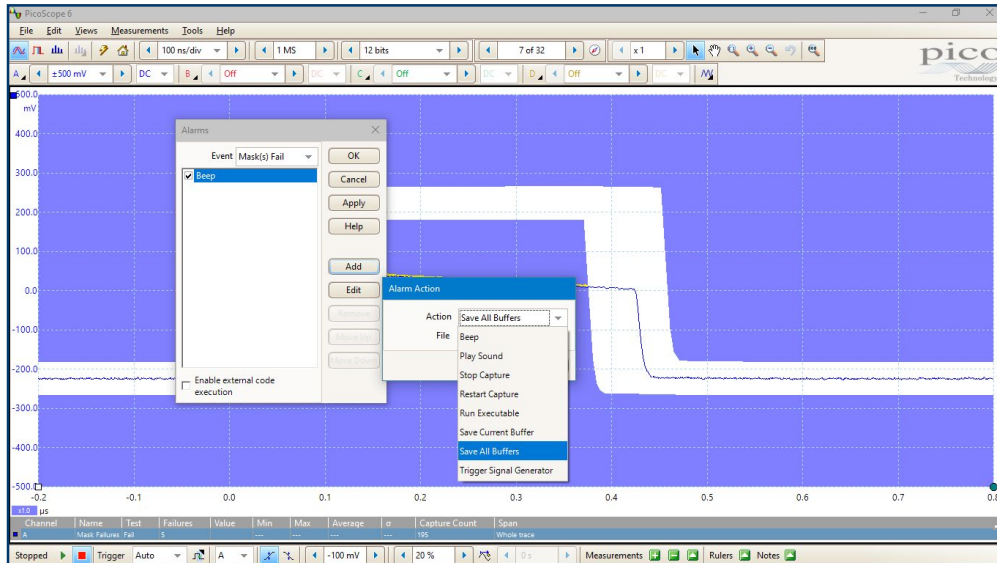 PicoScope 6
File Edit Views Measurements Tools Help
100 ns/div 1 MS 12 bits 7 of 32 x 1
pico
Technology
A ±500 mV DC B Off DC C Off DC D Off DC
500.0
mV
400.0
300.0
200.0
100.0
0.0
-100.0
-200.0
-300.0
-400.0
-500.0
Alarms
Event Mask(s) Fail
Beep
OK
Cancel
Apply
Help
Add
Edit
Remove
Move Up
Move Down
Enable external code
execution
Alarm Action
Action Save All Buffers
File
Beep
Play Sound
Stop Capture
Restart Capture
Run Executable
Save Current Buffer
Save All Buffers
Trigger Signal Generator
-0.2 -0.1 0.0 0.1 0.2 0.3 0.4 0.5 0.6 0.7 0.8
x1.0 µs
Channel Name Test Failures Value Min Max Average σ Capture Count Span
A Mask Failures Fail 5 --- --- --- --- --- 195 Whole trace
Stopped Trigger Auto A -100 mV 20 % 0 s Measurements Rulers Notes